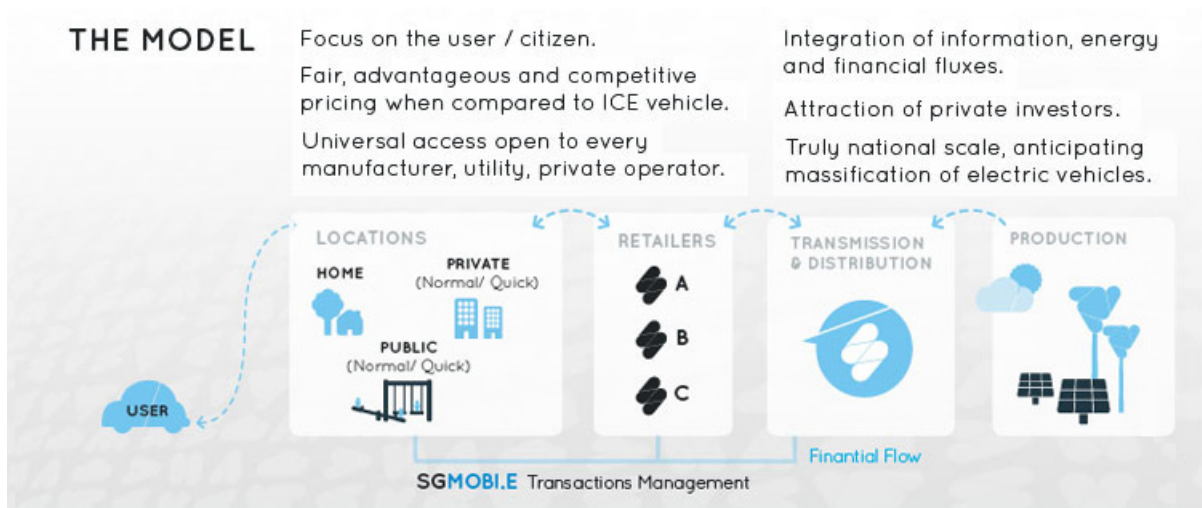 THE MODEL
Focus on the user / citizen.
Fair, advantageous and competitive
pricing when compared to ICE vehicle.
Universal access open to every
manufacturer, utility, private operator.
Integration of information, energy
and financial fluxes.
Attraction of private investors.
Truly national scale, anticipating
massification of electric vehicles.
LOCATIONS
HOME
PRIVATE
(Normal/ Quick)
PUBLIC
(Normal/ Quick)
RETAILERS
A
B
C
TRANSMISSION
& DISTRIBUTION
PRODUCTION
USER
Finantial Flow
SGMOBI.E Transactions Management